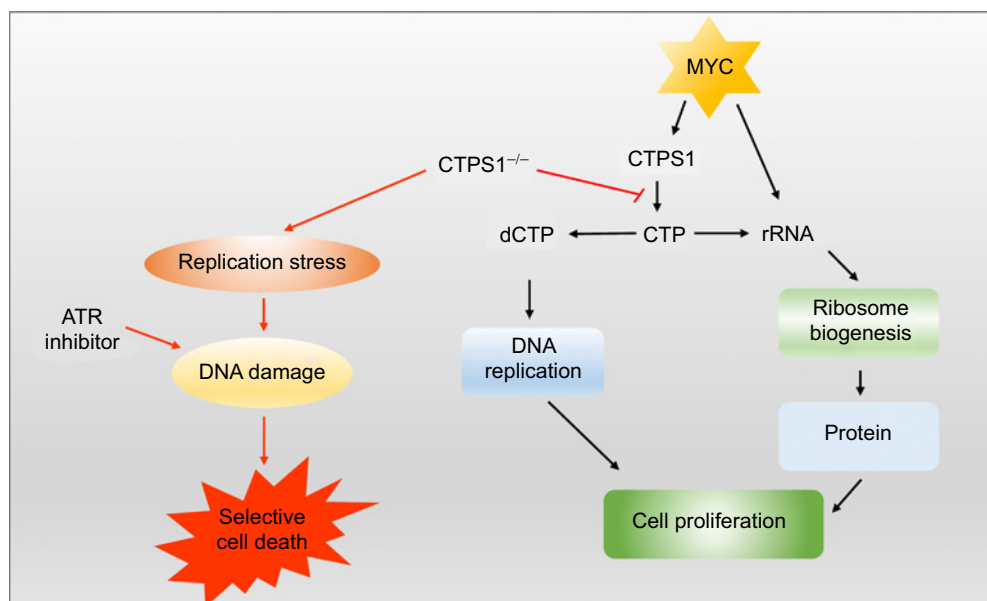 MYC
CTPS1
CTPS1–/–
dCTP
CTP
rRNA
Replication stress
ATR
inhibitor
DNA damage
DNA
replication
Ribosome
biogenesis
Protein
Selective
cell death
Cell proliferation